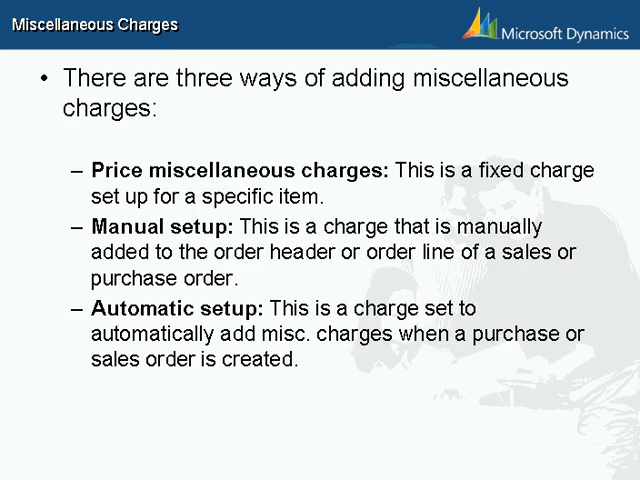 Miscellaneous Charges
Microsoft Dynamics
• There are three ways of adding miscellaneous
charges:
– Price miscellaneous charges: This is a fixed charge
set up for a specific item.
– Manual setup: This is a charge that is manually
added to the order header or order line of a sales or
purchase order.
– Automatic setup: This is a charge set to
automatically add misc. charges when a purchase or
sales order is created.